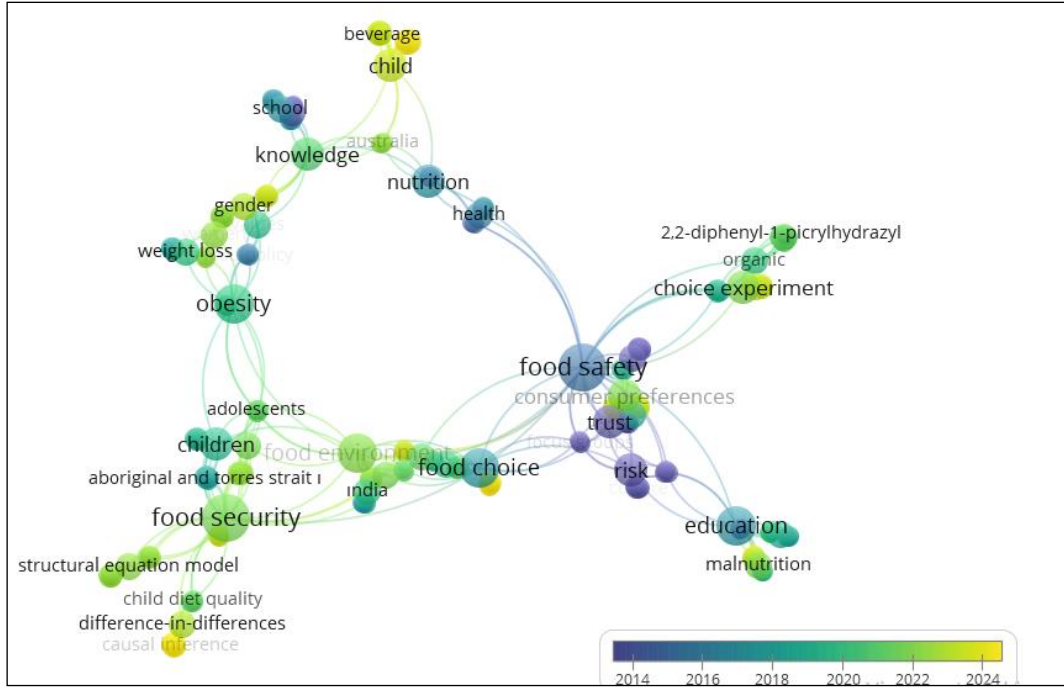 beverage
child
school
australia
knowledge
nutrition
gender
health
weight loss
policy
2,2-diphenyl-1-picrylhydrazyl
organic
choice experiment
obesity
food safety
consumer preferences
adolescents
trust
children
food environment
focus groups
food choice
risk
aboriginal and torres strait i
india
food security
education
structural equation model
malnutrition
child diet quality
difference-in-differences
causal inference
2014 2016 2018 2020 2022 2024